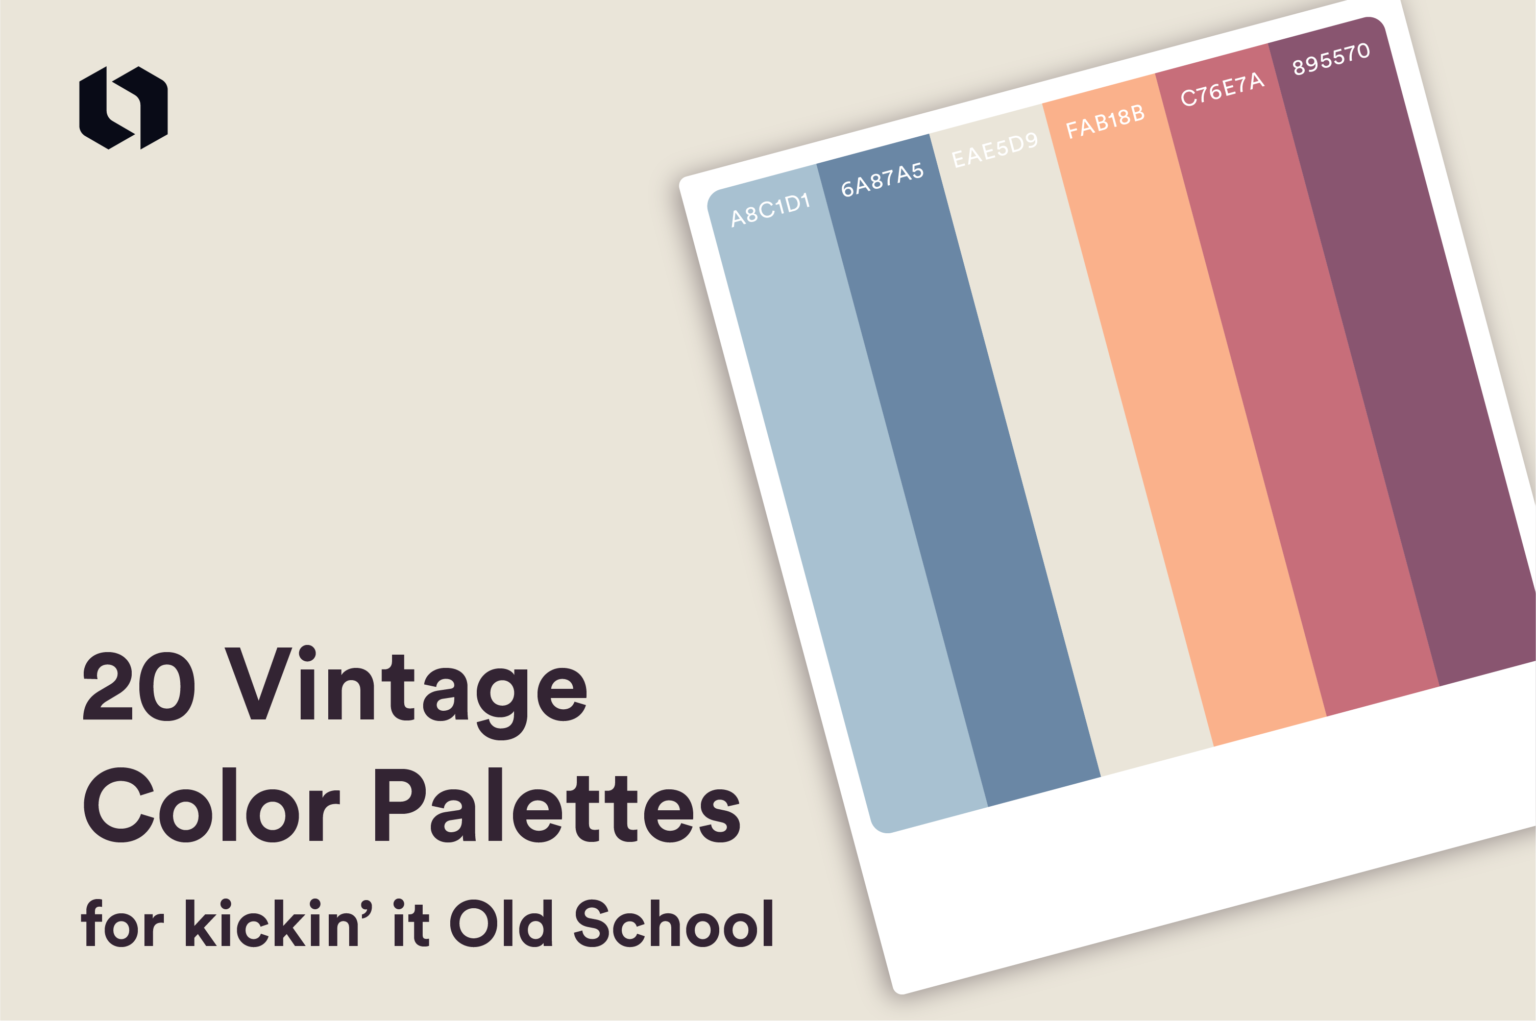 A8C1D1
6A87A5
EAE5D9
FAB18B
C76E7A
895570
20 Vintage
Color Palettes
for kickin’ it Old School